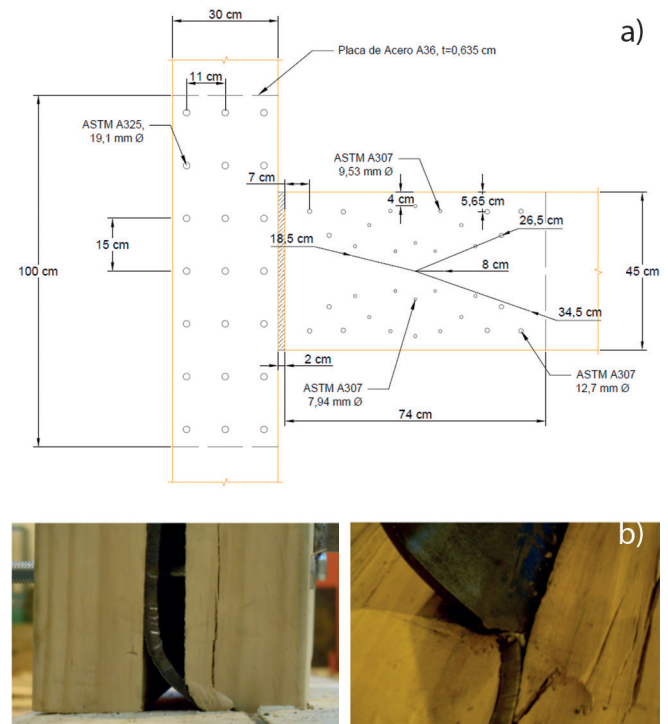 30 cm
a)
Placa de Acero A36, t=0,635 cm
11 cm
ASTM A325,
19,1 mm Ø
ASTM A307
9,53 mm Ø
7 cm
4 cm
5,65 cm
26,5 cm
15 cm
18,5 cm
8 cm
100 cm
45 cm
34,5 cm
2 cm
ASTM A307
7,94 mm Ø
ASTM A307
12,7 mm Ø
74 cm
b)